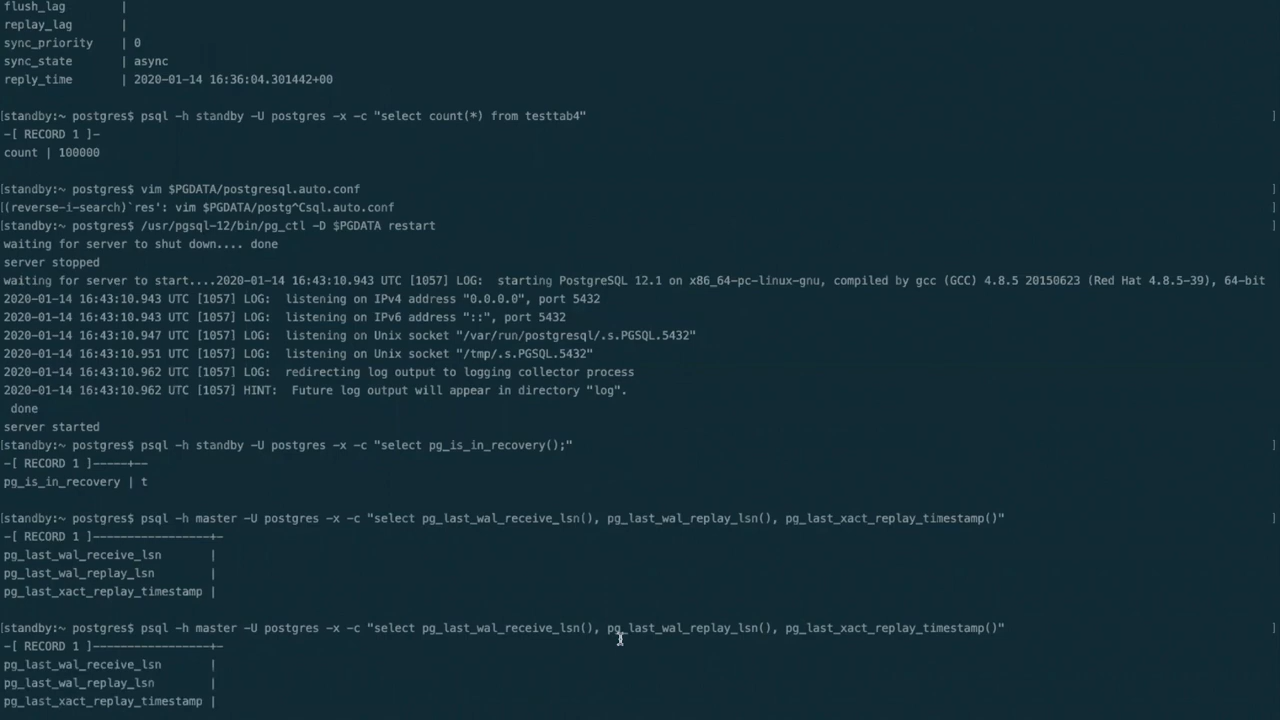 flush_lag       |
replay_lag      |
sync_priority   | 0
sync_state      | async
reply_time      | 2020-01-14 16:36:04.301442+00
[standby:~ postgres$ psql -h standby -U postgres -x -c "select count(*) from testtab4" ]
-[ RECORD 1 ]-
count | 100000
[standby:~ postgres$ vim $PGDATA/postgresql.auto.conf ]
[(reverse-i-search)`res': vim $PGDATA/postg^Csql.auto.conf ]
[standby:~ postgres$ /usr/pgsql-12/bin/pg_ctl -D $PGDATA restart ]
waiting for server to shut down.... done
server stopped
waiting for server to start....2020-01-14 16:43:10.943 UTC [1057] LOG:  starting PostgreSQL 12.1 on x86_64-pc-linux-gnu, compiled by gcc (GCC) 4.8.5 20150623 (Red Hat 4.8.5-39), 64-bit
2020-01-14 16:43:10.943 UTC [1057] LOG:  listening on IPv4 address "0.0.0.0", port 5432
2020-01-14 16:43:10.943 UTC [1057] LOG:  listening on IPv6 address "::", port 5432
2020-01-14 16:43:10.947 UTC [1057] LOG:  listening on Unix socket "/var/run/postgresql/.s.PGSQL.5432"
2020-01-14 16:43:10.951 UTC [1057] LOG:  listening on Unix socket "/tmp/.s.PGSQL.5432"
2020-01-14 16:43:10.962 UTC [1057] LOG:  redirecting log output to logging collector process
2020-01-14 16:43:10.962 UTC [1057] HINT:  Future log output will appear in directory "log".
 done
server started
[standby:~ postgres$ psql -h standby -U postgres -x -c "select pg_is_in_recovery();" ]
-[ RECORD 1 ]-----+--
pg_is_in_recovery | t
[standby:~ postgres$ psql -h master -U postgres -x -c "select pg_last_wal_receive_lsn(), pg_last_wal_replay_lsn(), pg_last_xact_replay_timestamp()" ]
-[ RECORD 1 ]-----------------+-
pg_last_wal_receive_lsn       |
pg_last_wal_replay_lsn        |
pg_last_xact_replay_timestamp |
[standby:~ postgres$ psql -h master -U postgres -x -c "select pg_last_wal_receive_lsn(), pg_last_wal_replay_lsn(), pg_last_xact_replay_timestamp()" ]
-[ RECORD 1 ]-----------------+-
pg_last_wal_receive_lsn       |
pg_last_wal_replay_lsn        |
pg_last_xact_replay_timestamp |